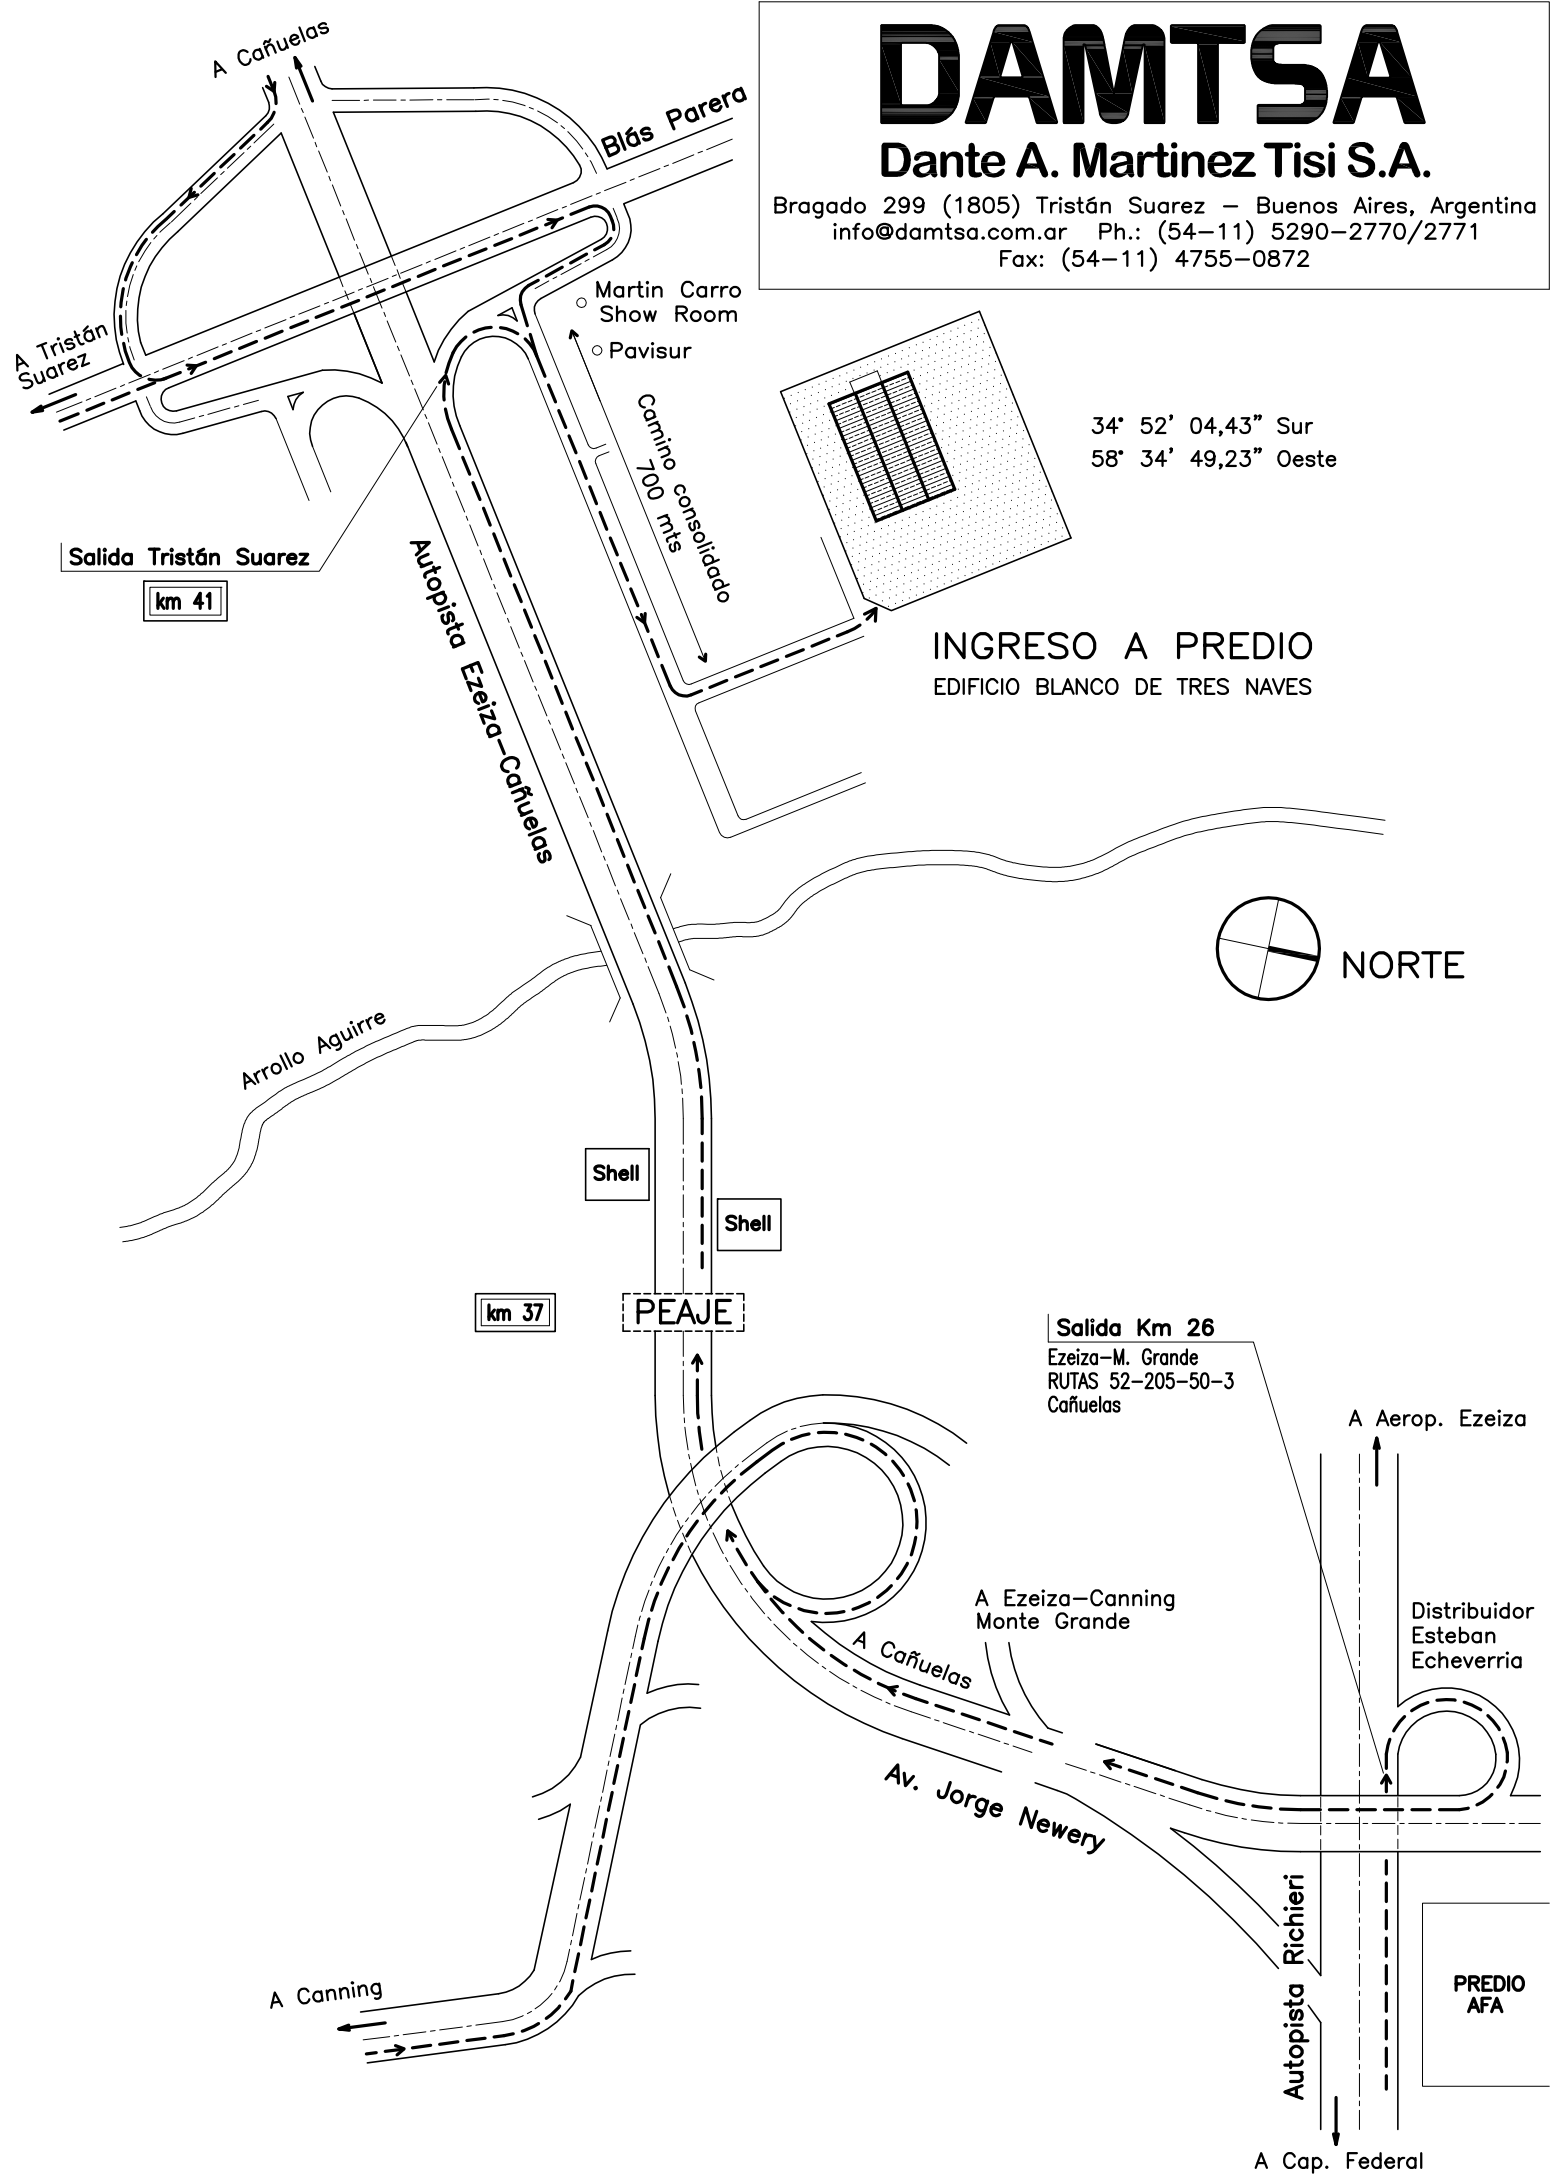 A Cañuelas
DAMTSA
Dante A. Martinez Tisi S.A.
Bragado 299 (1805) Tristán Suarez – Buenos Aires, Argentina
info@damtsa.com.ar Ph.: (54–11) 5290–2770/2771
Fax: (54–11) 4755–0872
Blás Parera
Martin Carro
Show Room
Pavisur
A Tristán
Suarez
Camino consolidado
700 mts
34° 52' 04,43" Sur
58° 34' 49,23" Oeste
Salida Tristán Suarez
km 41
Autopista Ezeiza–Cañuelas
INGRESO A PREDIO
EDIFICIO BLANCO DE TRES NAVES
NORTE
Arrollo Aguirre
Shell
Shell
km 37
PEAJE
Salida Km 26
Ezeiza–M. Grande
RUTAS 52–205–50–3
Cañuelas
A Aerop. Ezeiza
A Ezeiza–Canning
Monte Grande
Distribuidor
Esteban
Echeverria
A Cañuelas
Av. Jorge Newery
Autopista Richieri
PREDIO
AFA
A Canning
A Cap. Federal